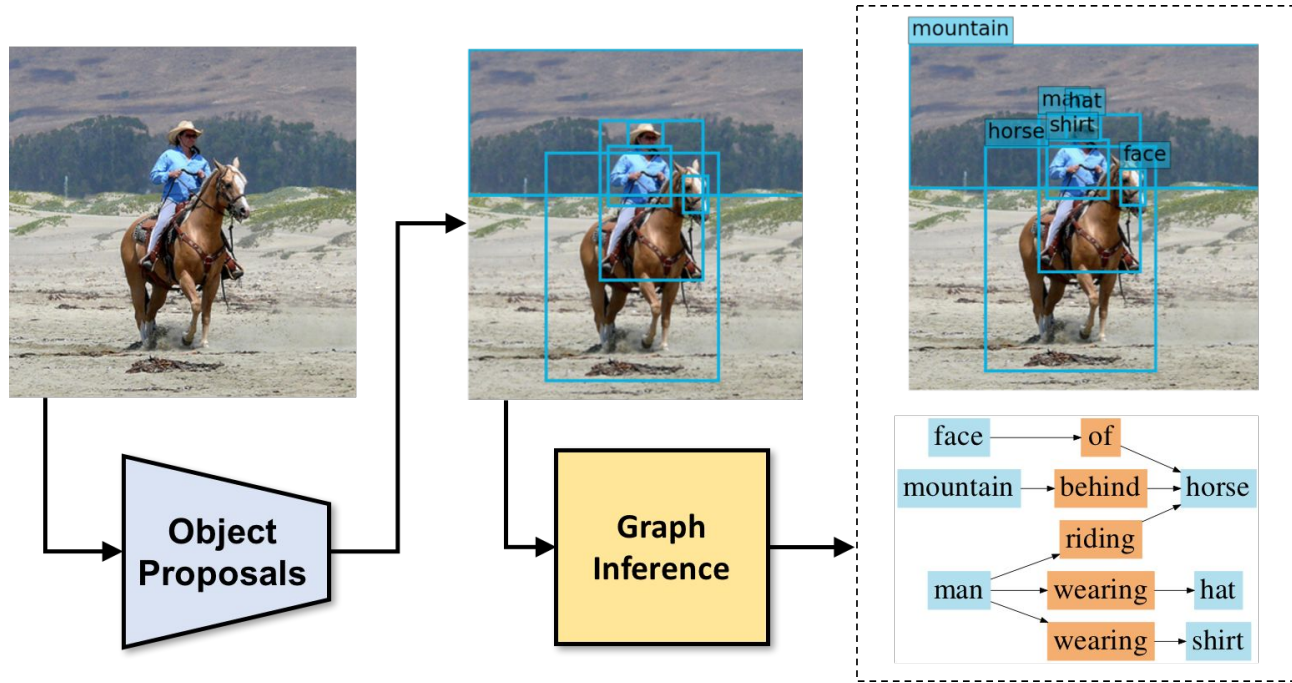 mountain
man
hat
shirt
horse
face
Object
Proposals
Graph
Inference
face of
mountain behind horse
riding
man wearing hat
wearing shirt